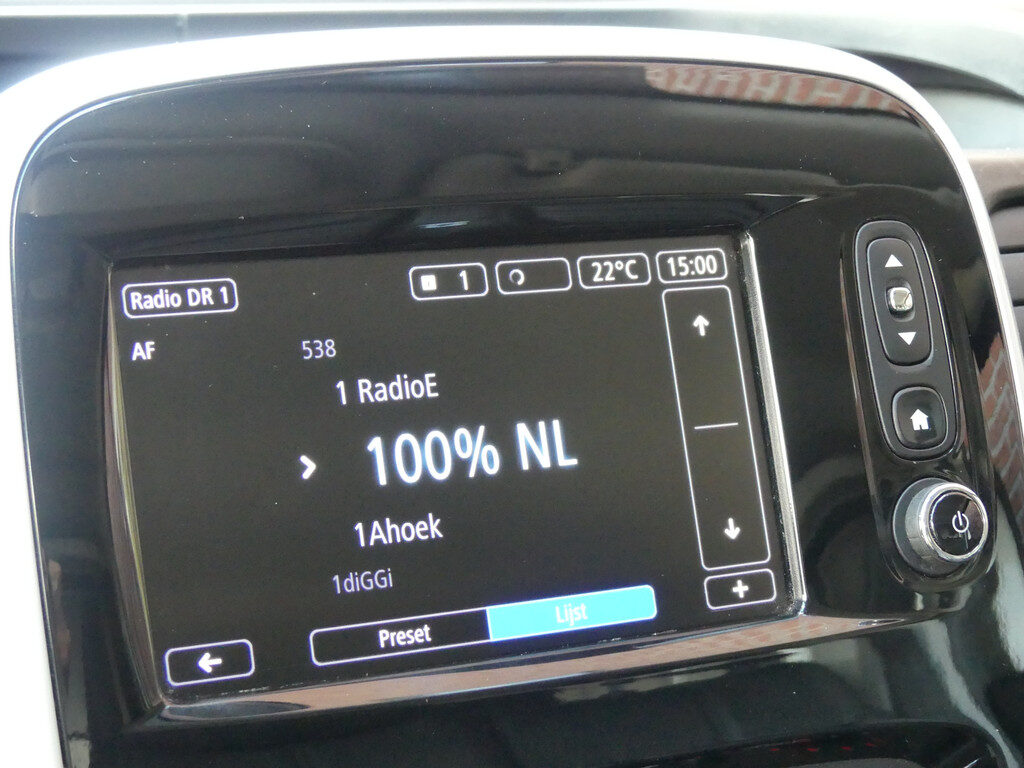 Radio DR 1
1
22°C
15:00
AF
538
1 RadioE
100% NL
1Ahoek
1diGGi
Preset
Lijst